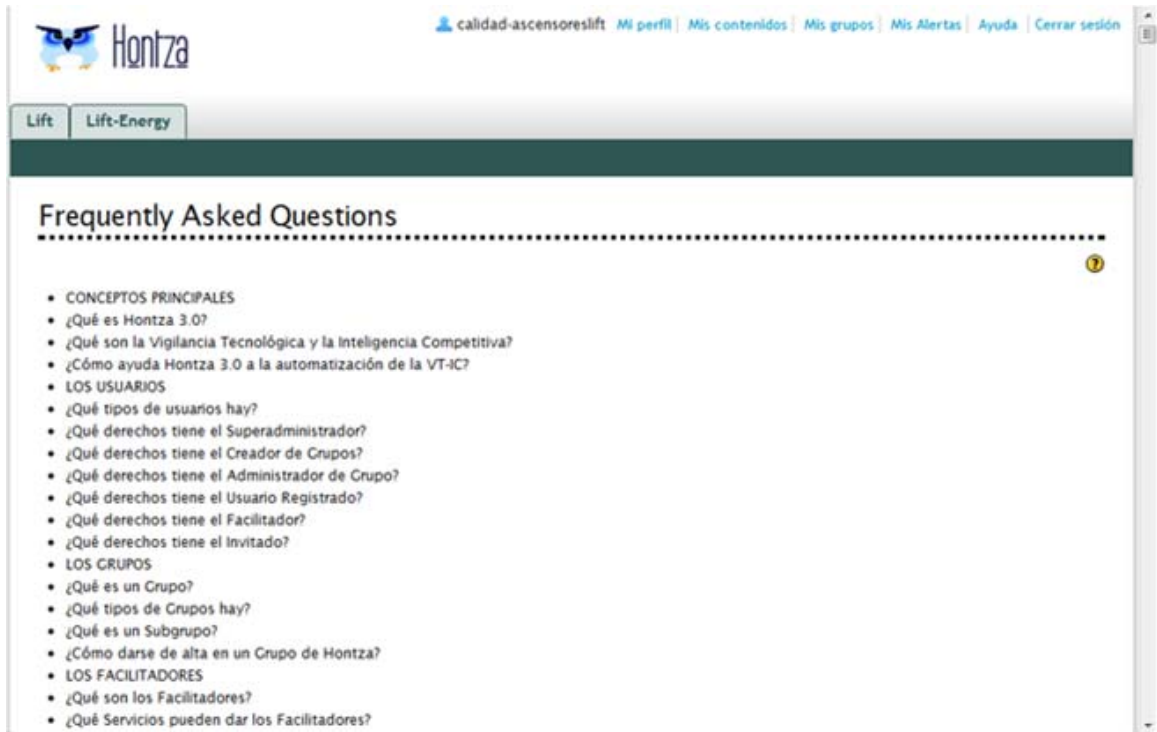 Hontza
calidad-ascensoreslift Mi perfil Mis contenidos Mis grupos Mis Alertas Ayuda Cerrar sesión
Lift Lift-Energy
Frequently Asked Questions
?
• CONCEPTOS PRINCIPALES
• ¿Qué es Hontza 3.0?
• ¿Qué son la Vigilancia Tecnológica y la Inteligencia Competitiva?
• ¿Cómo ayuda Hontza 3.0 a la automatización de la VT-IC?
• LOS USUARIOS
• ¿Qué tipos de usuarios hay?
• ¿Qué derechos tiene el Superadministrador?
• ¿Qué derechos tiene el Creador de Grupos?
• ¿Qué derechos tiene el Administrador de Grupo?
• ¿Qué derechos tiene el Usuario Registrado?
• ¿Qué derechos tiene el Facilitador?
• ¿Qué derechos tiene el Invitado?
• LOS GRUPOS
• ¿Qué es un Grupo?
• ¿Qué tipos de Grupos hay?
• ¿Qué es un Subgrupo?
• ¿Cómo darse de alta en un Grupo de Hontza?
• LOS FACILITADORES
• ¿Qué son los Facilitadores?
• ¿Qué Servicios pueden dar los Facilitadores?